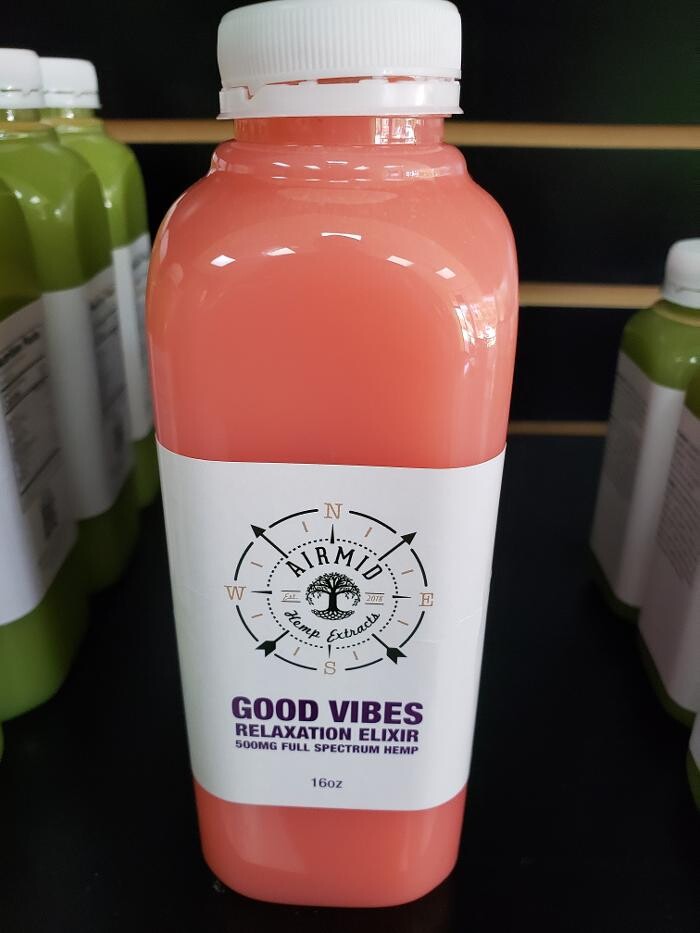 N
AIRMID
W
Est.
2018
E
Hemp Extracts
S
GOOD VIBES
RELAXATION ELIXIR
500MG FULL SPECTRUM HEMP
16oz